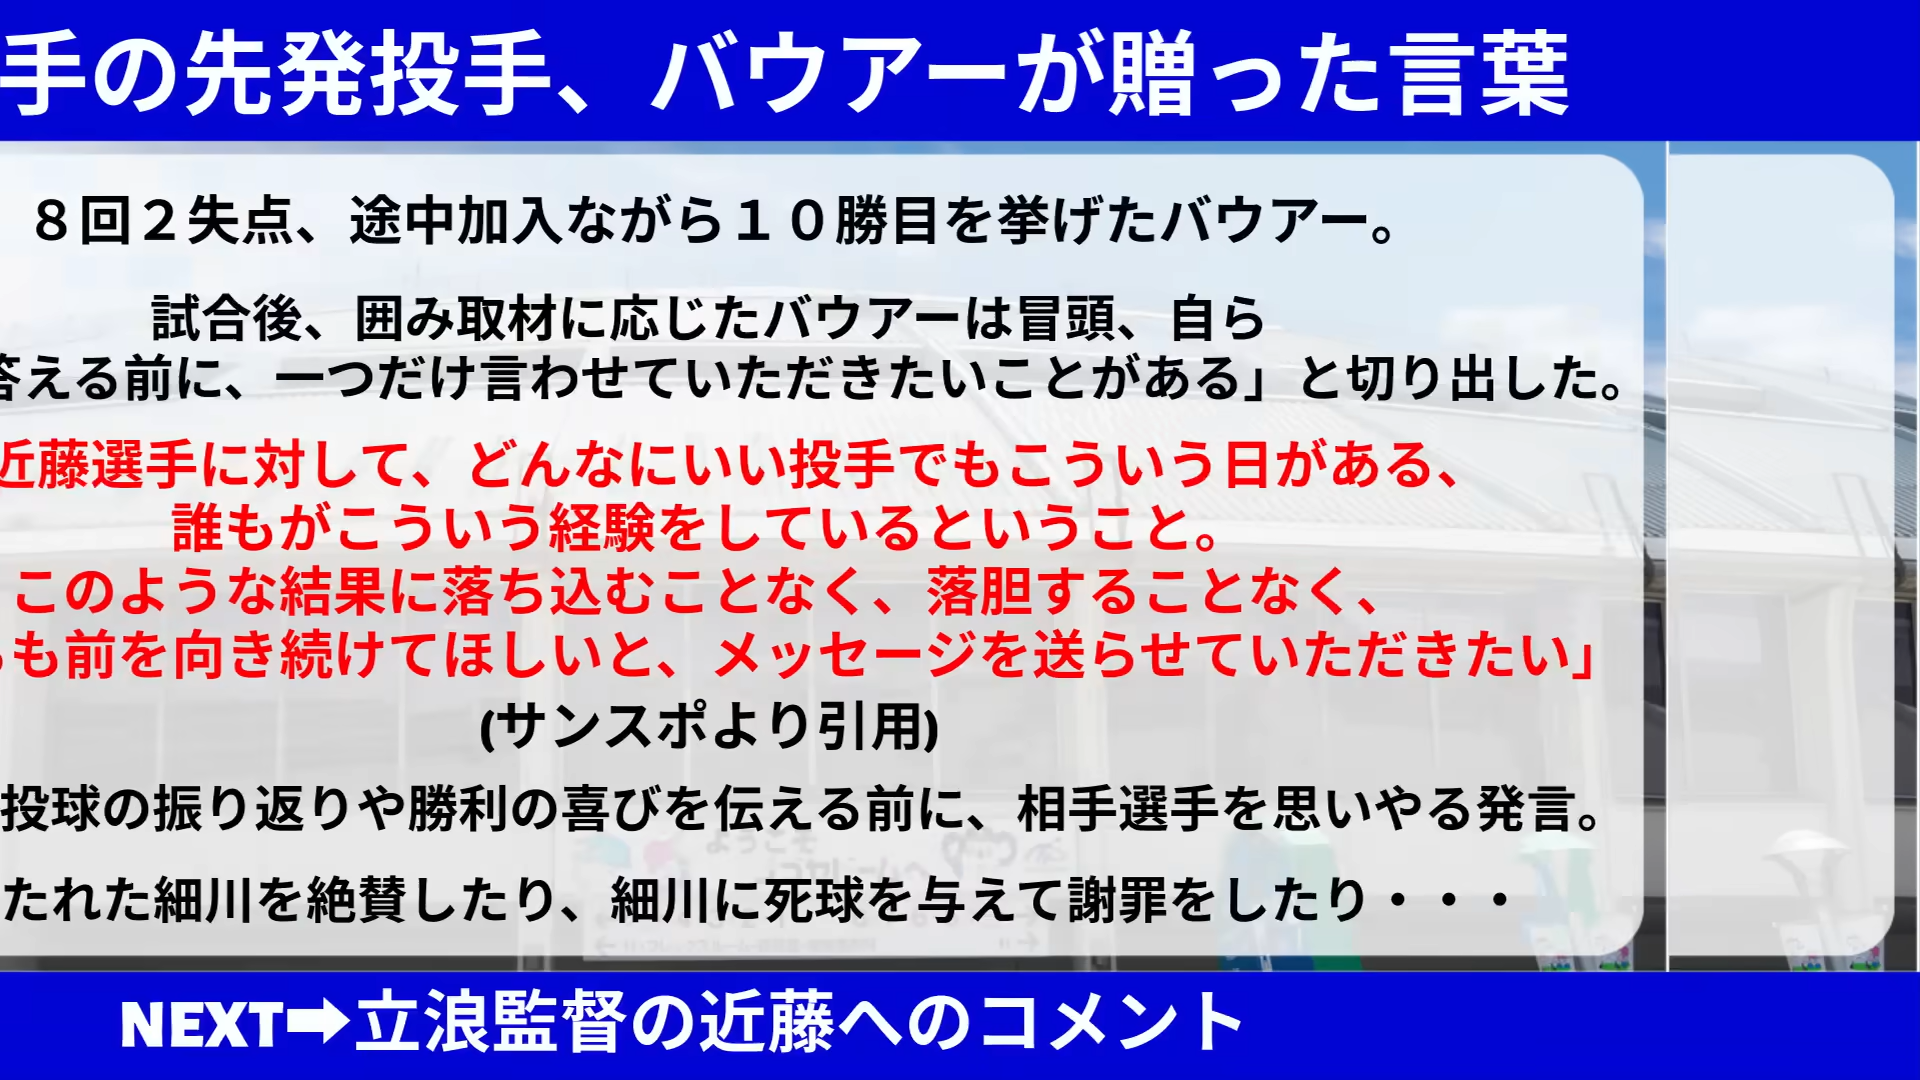 手の先発投手、バウアーが贈った言葉
８回２失点、途中加入ながら１０勝目を挙げたバウアー。
試合後、囲み取材に応じたバウアーは冒頭、自ら
答える前に、一つだけ言わせていただきたいことがある」と切り出した。
近藤選手に対して、どんなにいい投手でもこういう日がある、
誰もがこういう経験をしているということ。
このような結果に落ち込むことなく、落胆することなく、
も前を向き続けてほしいと、メッセージを送らせていただきたい」
(サンスポより引用)
投球の振り返りや勝利の喜びを伝える前に、相手選手を思いやる発言。
たれた細川を絶賛したり、細川に死球を与えて謝罪をしたり・・・
ようこそ
NEXT➡立浪監督の近藤へのコメント